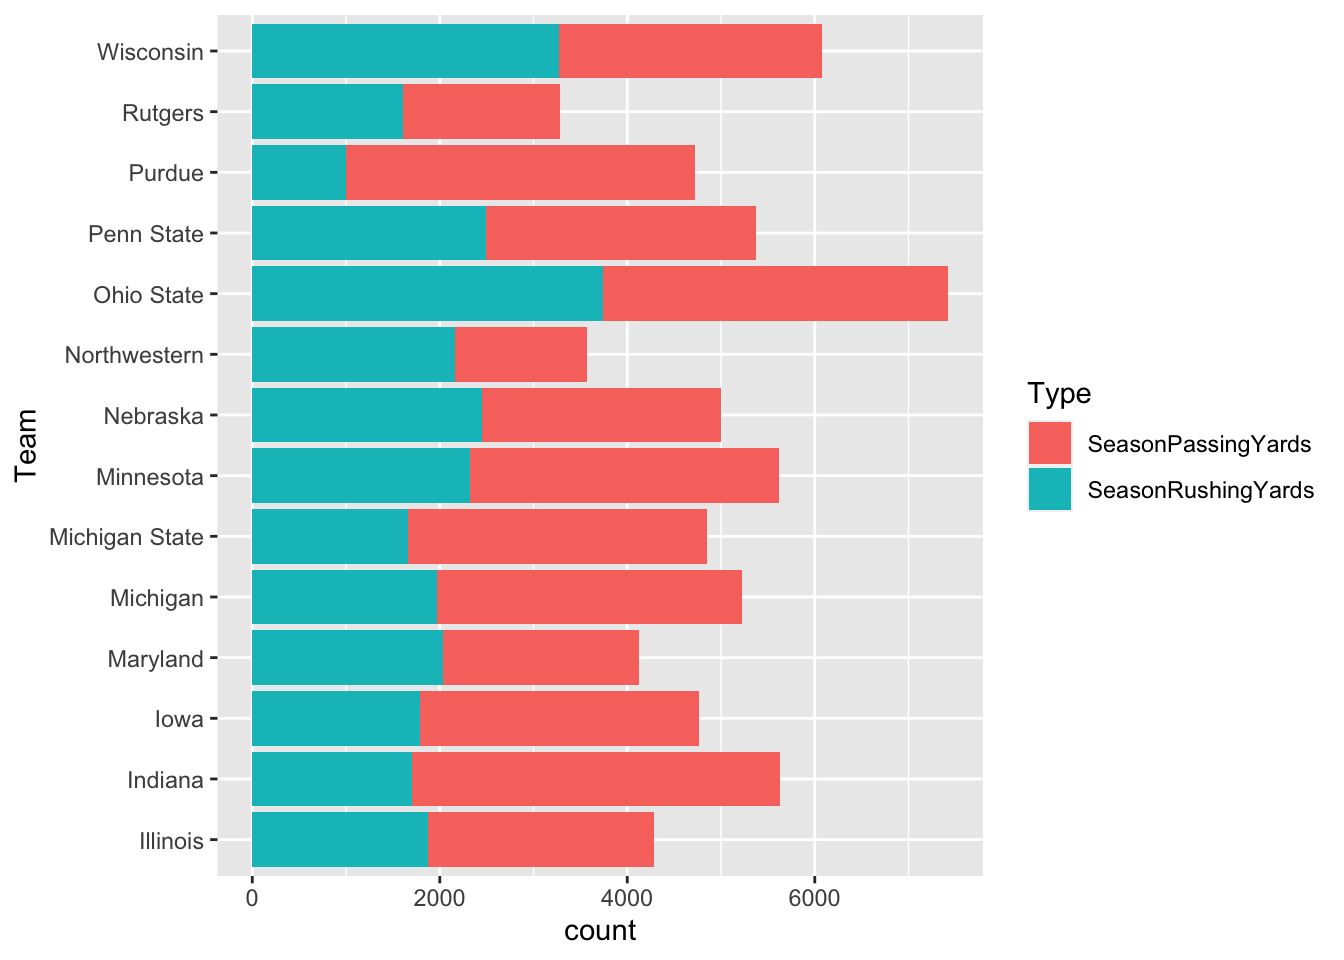 Wisconsin
Rutgers
Purdue
Penn State
Ohio State
Northwestern
Nebraska
Minnesota
Michigan State
Michigan
Maryland
Iowa
Indiana
Illinois
Team
0 2000 4000 6000
count
Type
SeasonPassingYards
SeasonRushingYards